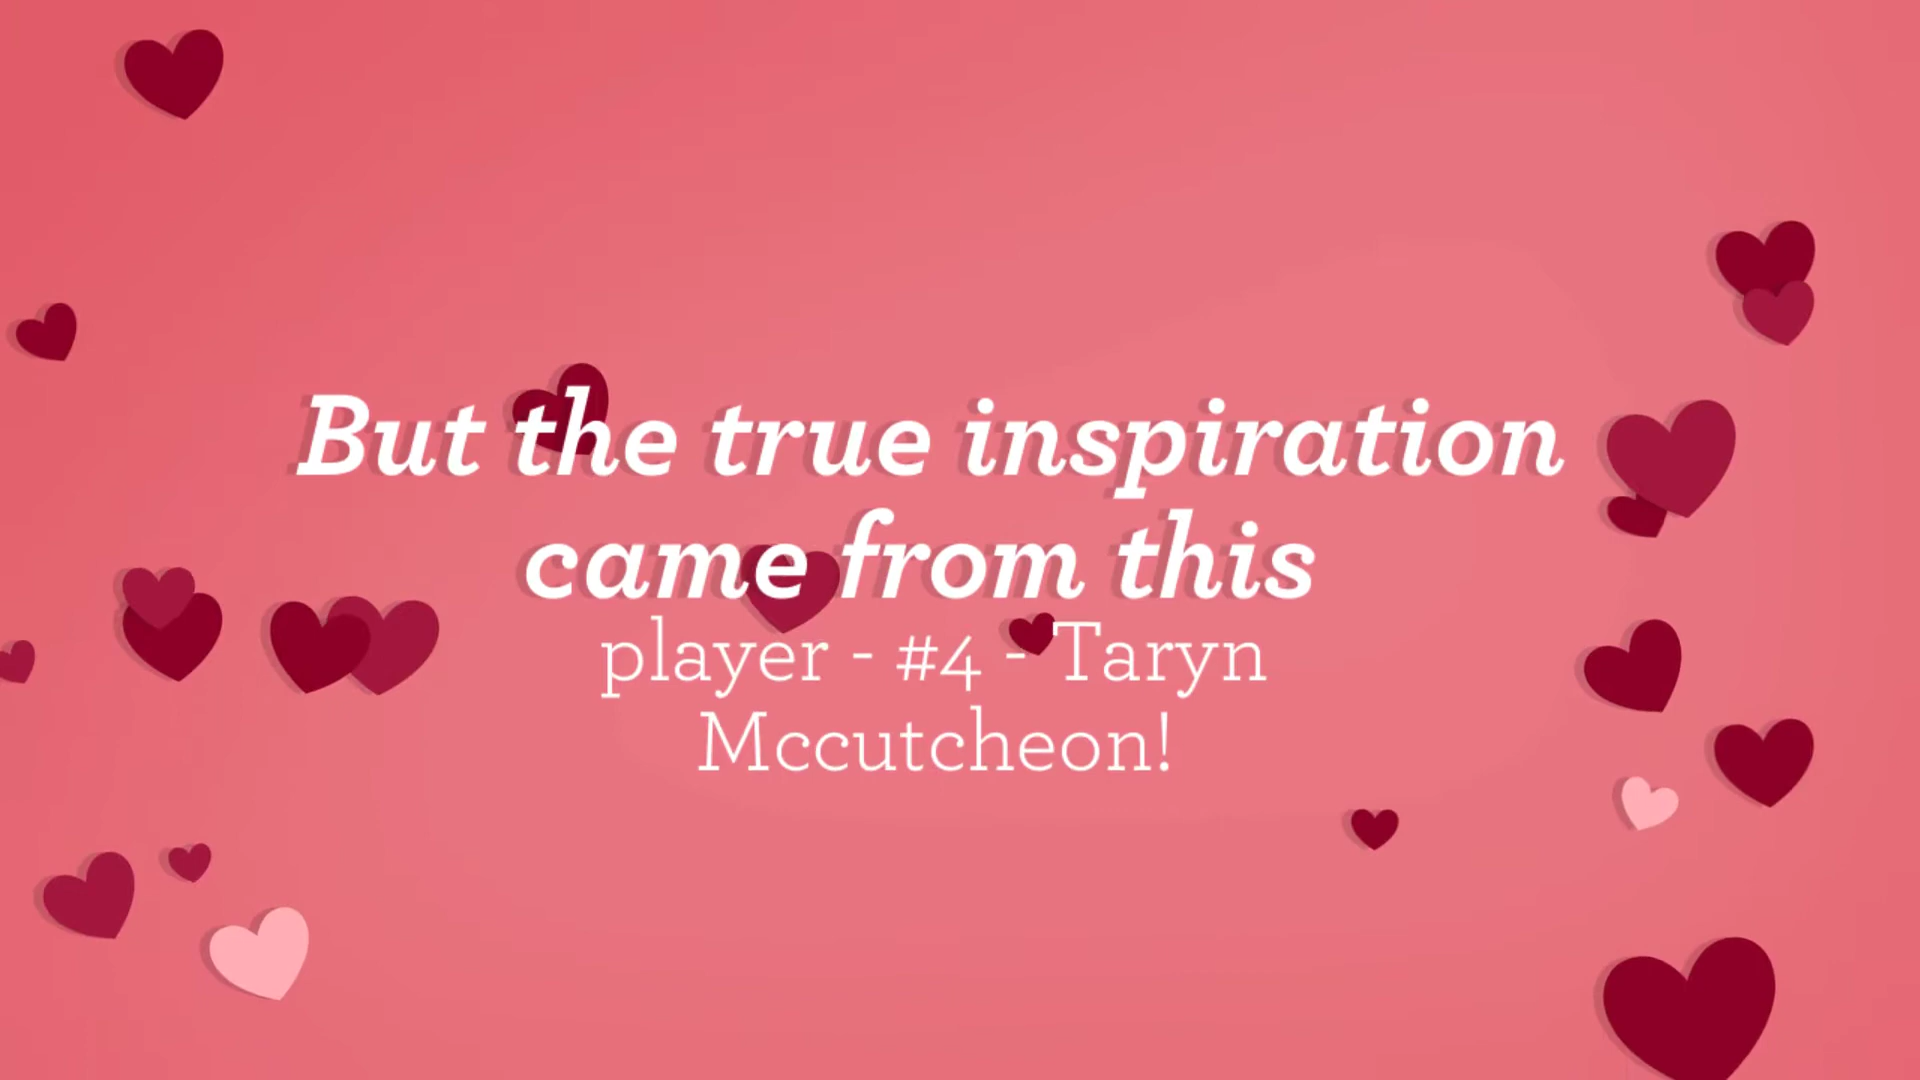 But the true inspiration
came from this
player - #4 - Taryn
Mccutcheon!